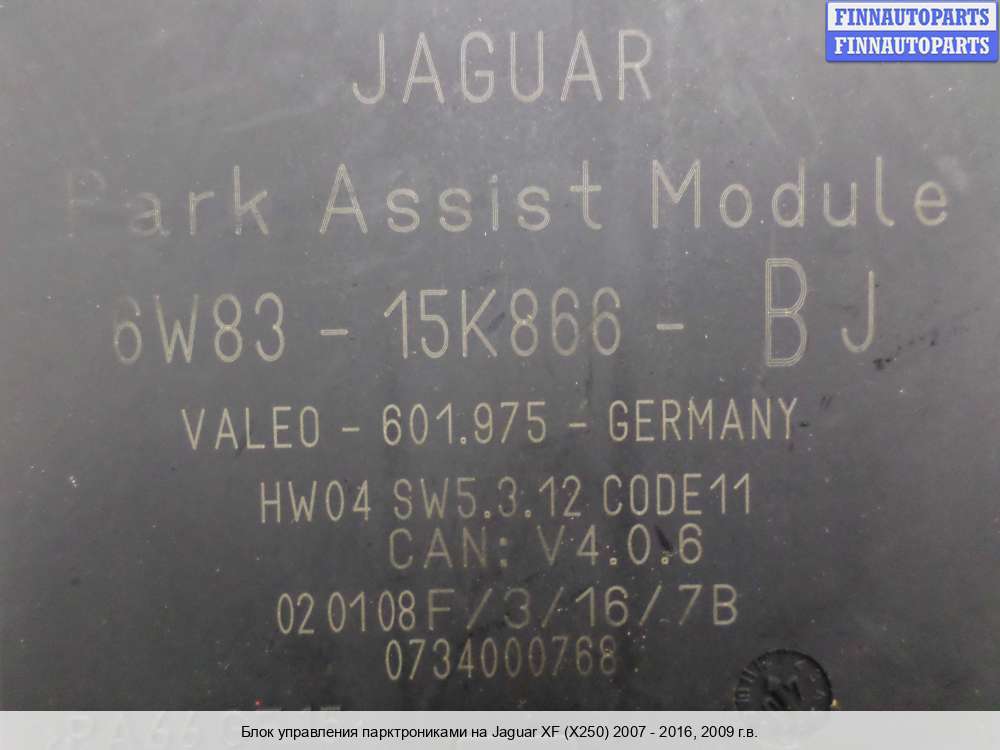 FINNAUTOPARTS
FINNAUTOPARTS
JAGUAR
Park Assist Module
6W83 - 15K866 - BJ
VALEO - 601.975 - GERMANY
HW04 SW5.3.12 CODE11
CAN: V4.0.6
020108F/3/16/7B
0734000768
Блок управления парктрониками на Jaguar XF (X250) 2007 - 2016, 2009 г.в.